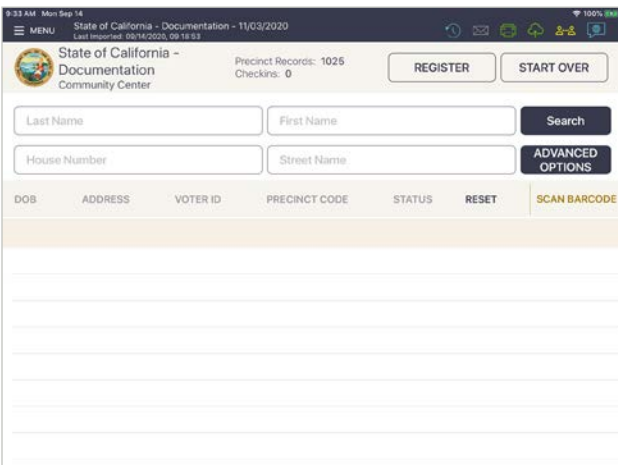 9:33 AM Mon Sep 14
100%
MENU
State of California - Documentation - 11/03/2020
Last Imported: 09/14/2020, 09:18:53
State of California -
Documentation
Community Center
Precinct Records: 1025
Checkins: 0
REGISTER
START OVER
Last Name
First Name
Search
House Number
Street Name
ADVANCED
OPTIONS
DOB ADDRESS VOTER ID PRECINCT CODE STATUS RESET SCAN BARCODE